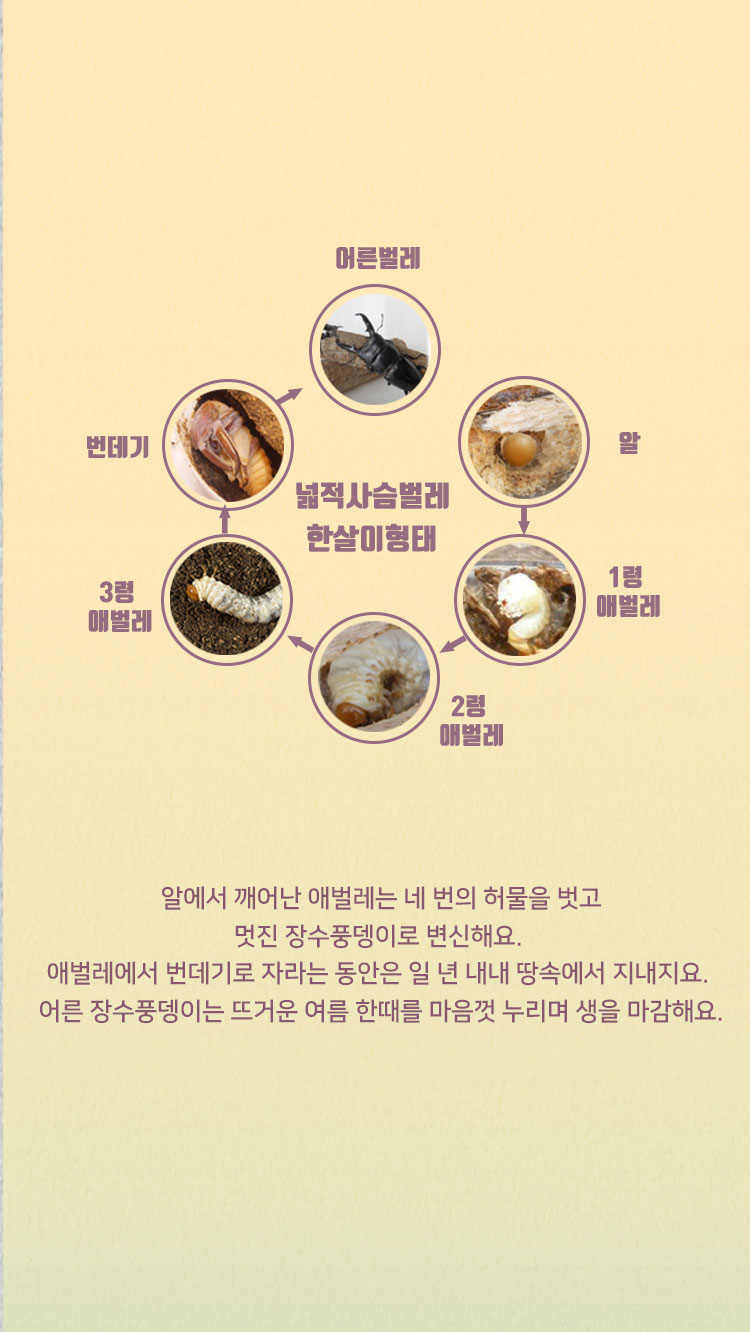 어른벌레
번데기
알
넓적사슴벌레
한살이형태
1령
애벌레
3령
애벌레
2령
애벌레
알에서 깨어난 애벌레는 네 번의 허물을 벗고
멋진 장수풍뎅이로 변신해요.
애벌레에서 번데기로 자라는 동안은 일 년 내내 땅속에서 지내지요.
어른 장수풍뎅이는 뜨거운 여름 한때를 마음껏 누리며 생을 마감해요.